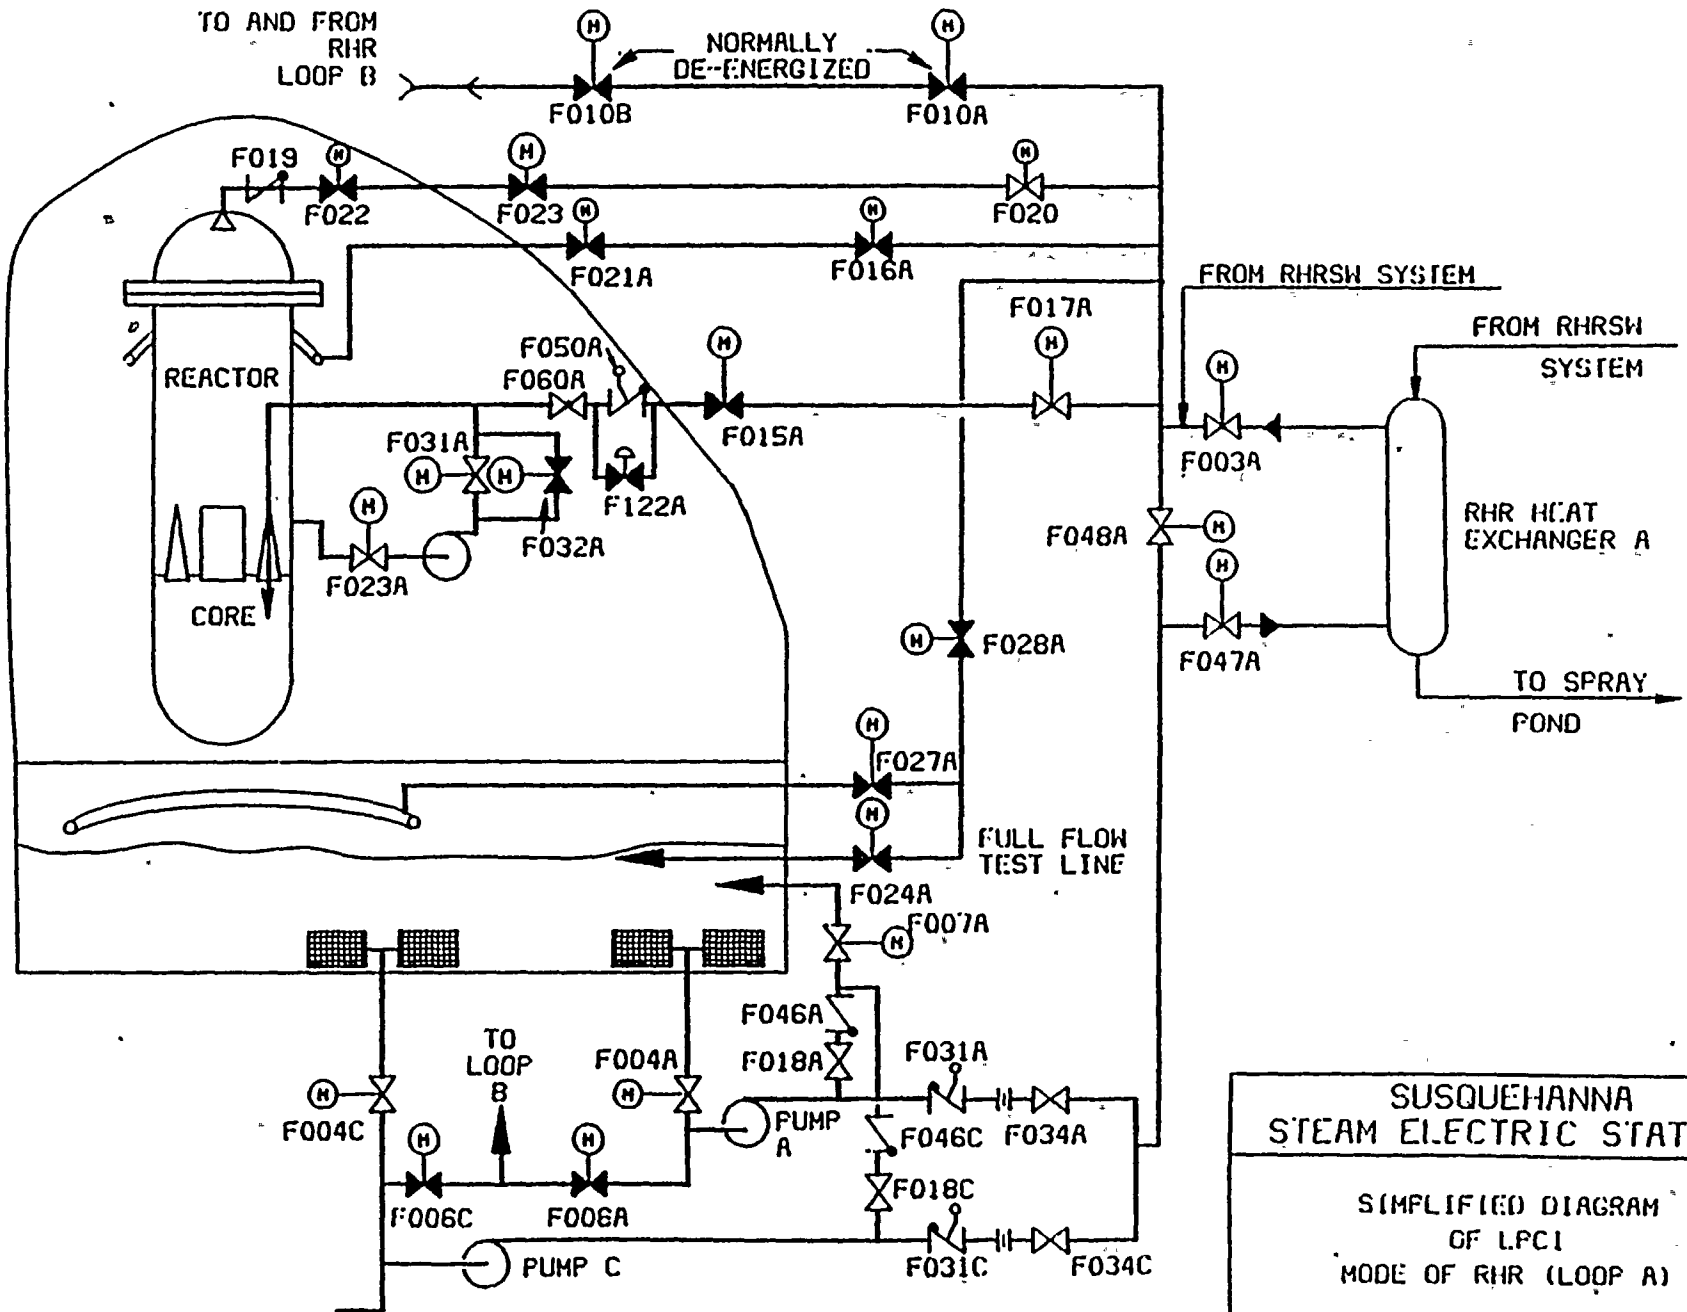 TO AND FROM
RHR
LOOP B
M
M
NORMALLY
DE-ENERGIZED
F010B
F010A
F019
M
M
M
F022
F023
F020
M
M
F021A
F016A
FROM RHRSW SYSTEM
F017A
FROM RHRSW
SYSTEM
F050A
F060A
M
M
M
REACTOR
F015A
F003A
F031A
M
M
F122A
M
F032A
F023A
F048A
M
RHR HEAT
EXCHANGER A
M
CORE
M
F028A
F047A
TO SPRAY
POND
M
F027A
M
FULL FLOW
TEST LINE
F024A
F007A
M
F046A
F018A
F031A
TO
LOOP
B
F004A
M
M
F004C
PUMP
A
F046C
F034A
M
M
F018C
F006C
F006A
PUMP C
F031C
F034C
SUSQUEHANNA
STEAM ELECTRIC STAT
SIMPLIFIED DIAGRAM
OF LPCI
MODE OF RHR (LOOP A)